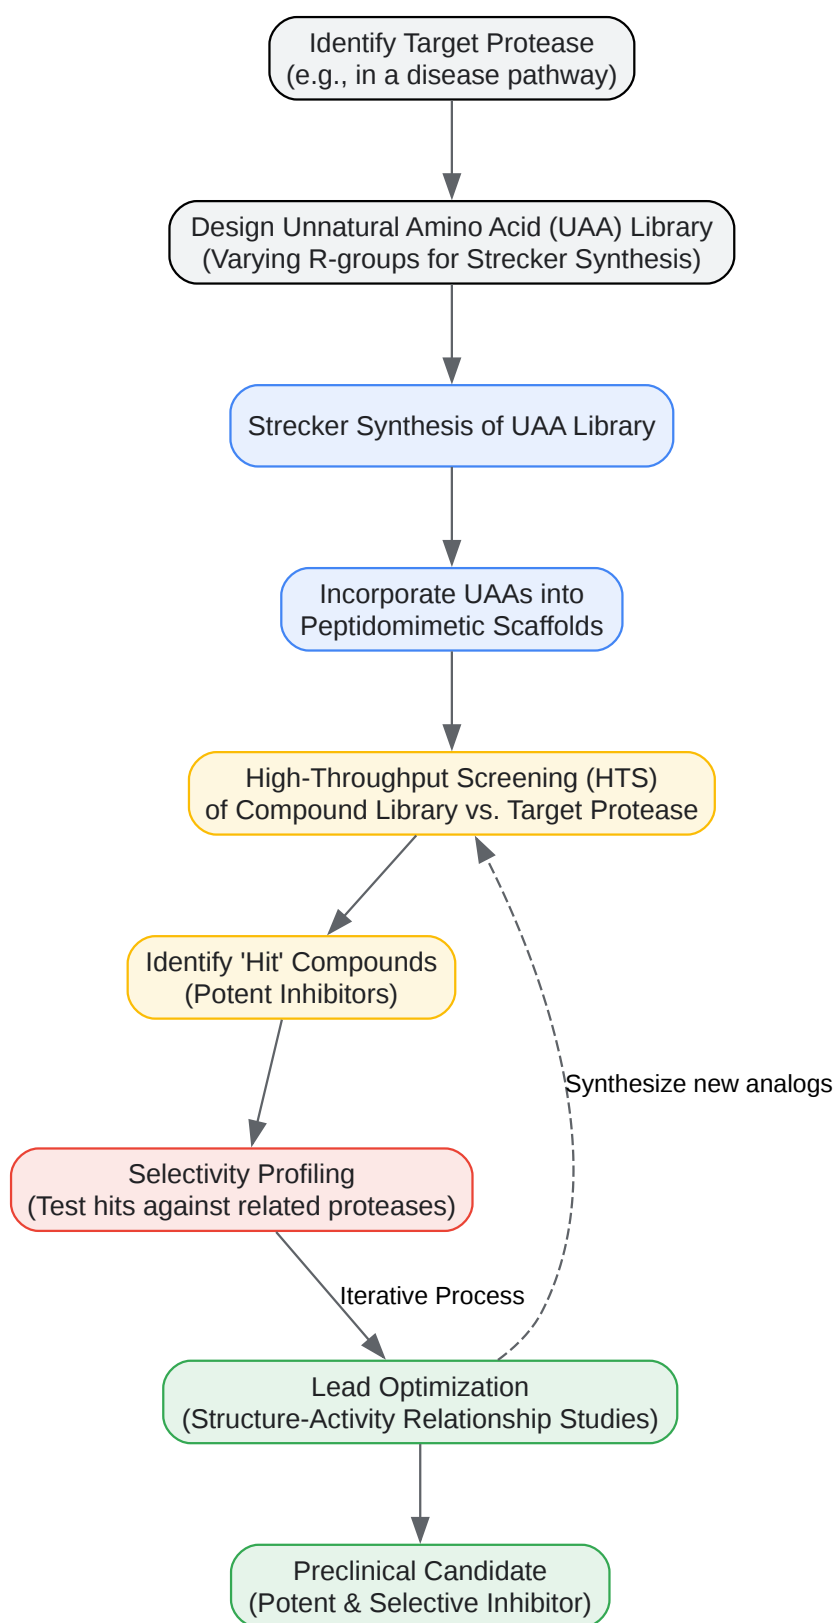 Identify Target Protease
(e.g., in a disease pathway)
Design Unnatural Amino Acid (UAA) Library
(Varying R-groups for Strecker Synthesis)
Strecker Synthesis of UAA Library
Incorporate UAAs into
Peptidomimetic Scaffolds
High-Throughput Screening (HTS)
of Compound Library vs. Target Protease
Identify 'Hit' Compounds
(Potent Inhibitors)
Synthesize new analogs
Selectivity Profiling
(Test hits against related proteases)
Iterative Process
Lead Optimization
(Structure-Activity Relationship Studies)
Preclinical Candidate
(Potent & Selective Inhibitor)